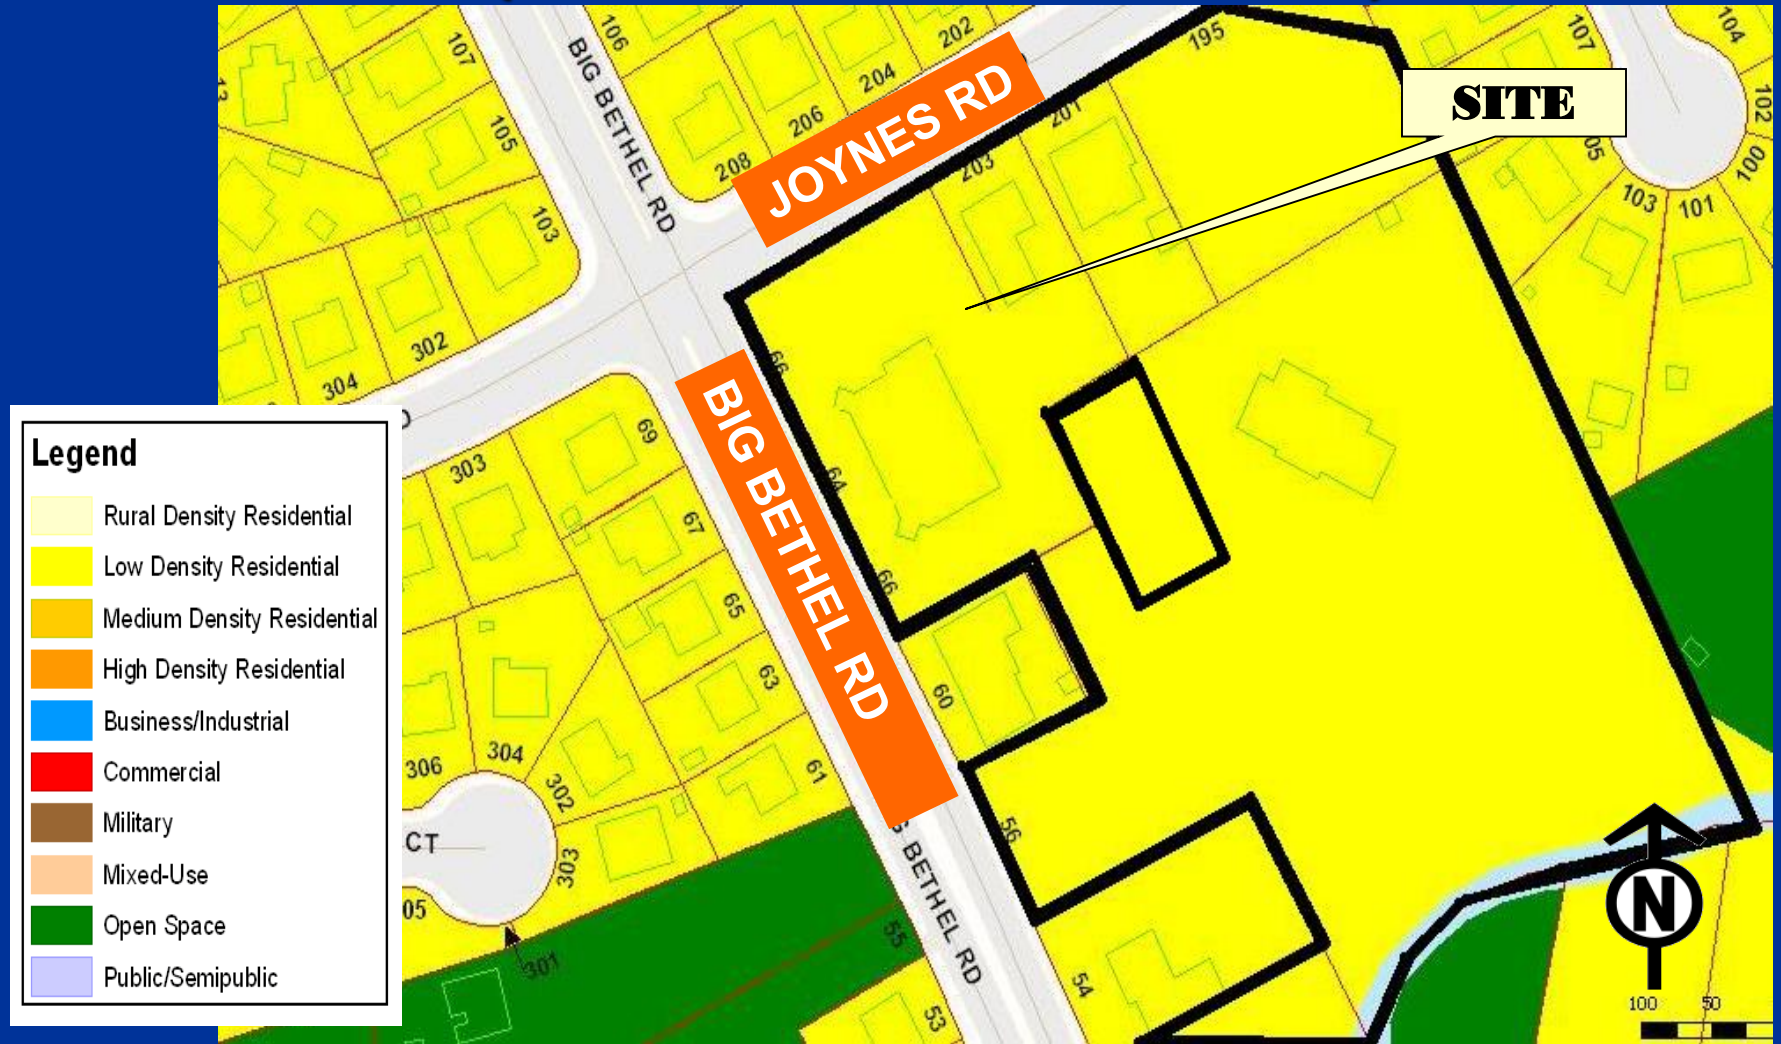 107
106
BIG BETHEL RD
202
195
107
104
13
105
204
JOYNES RD
SITE
102
206
201
208
203
05
100
103
103
101
302
66
304
D
Legend
Rural Density Residential
Low Density Residential
Medium Density Residential
High Density Residential
Business/Industrial
Commercial
Military
Mixed-Use
Open Space
Public/Semipublic
69
303
BIG BETHEL RD
64
67
66
65
63
60
304
306
61
302
56
CT
303
05
BETHEL RD
N
55
301
54
53
100
50